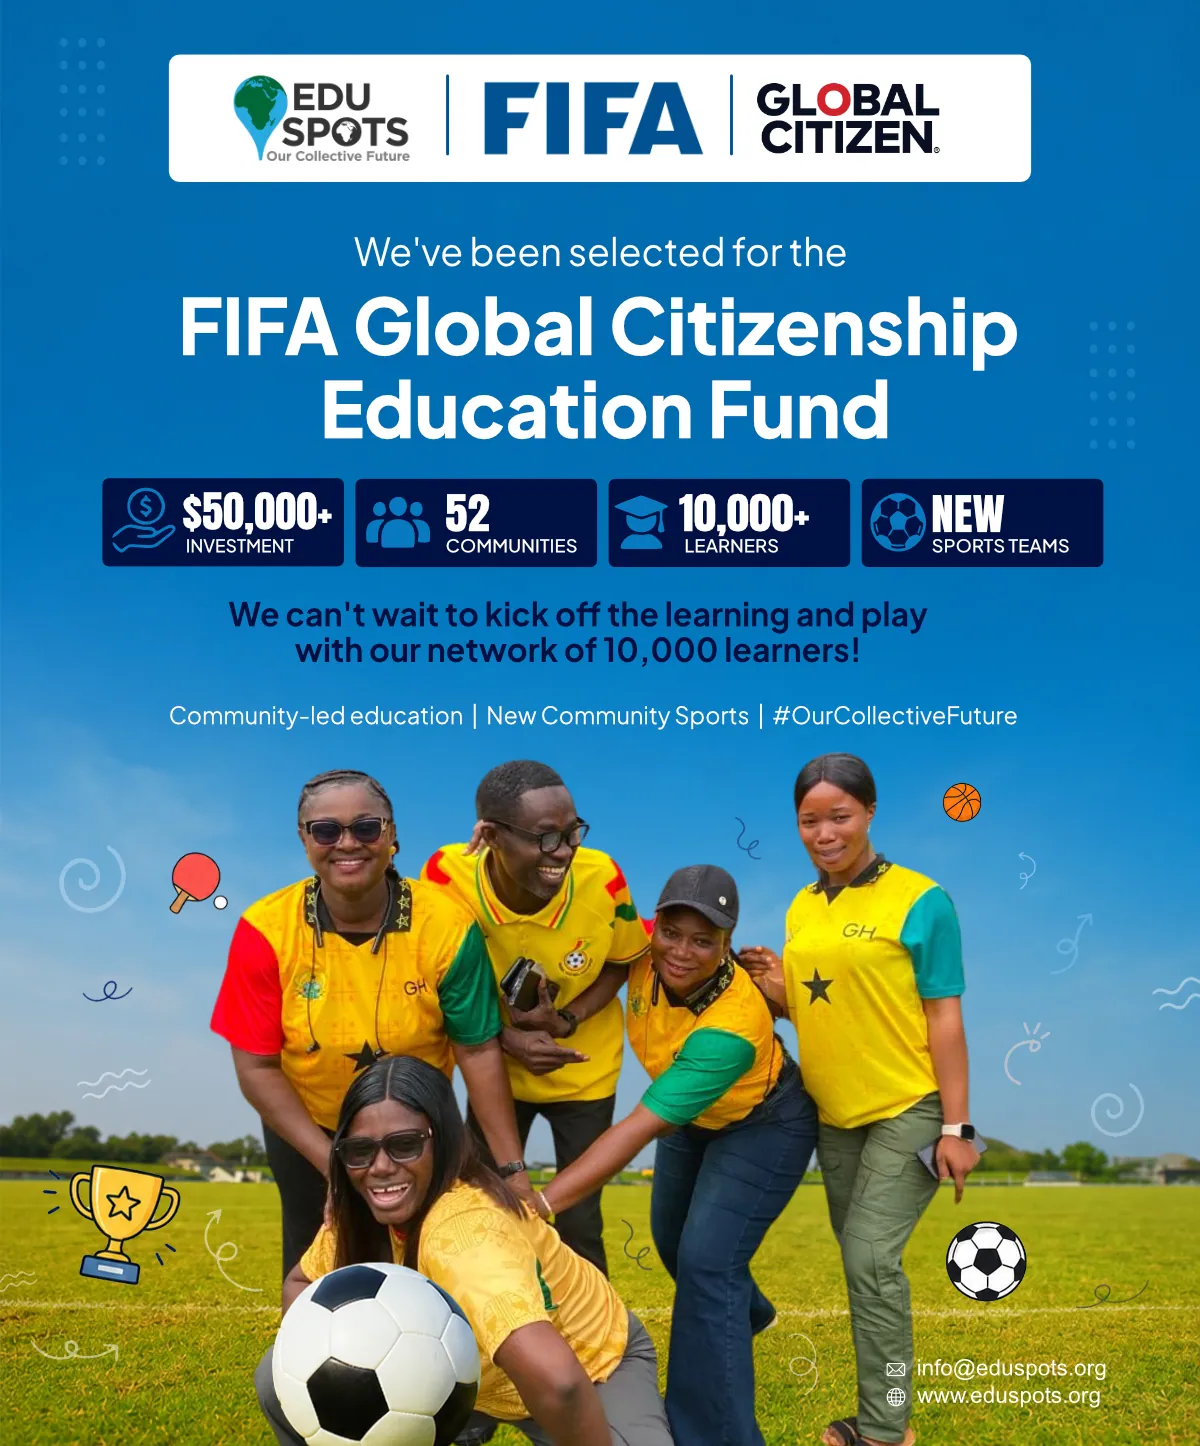 EDU
SPOTS
Our Collective Future
FIFA
GLOBAL
CITIZEN®
We've been selected for the
FIFA Global Citizenship
Education Fund
$50,000+
INVESTMENT
52
COMMUNITIES
10,000+
LEARNERS
NEW
SPORTS TEAMS
We can't wait to kick off the learning and play
with our network of 10,000 learners!
Community-led education | New Community Sports | #OurCollectiveFuture
GH
GH
info@eduspots.org
www.eduspots.org